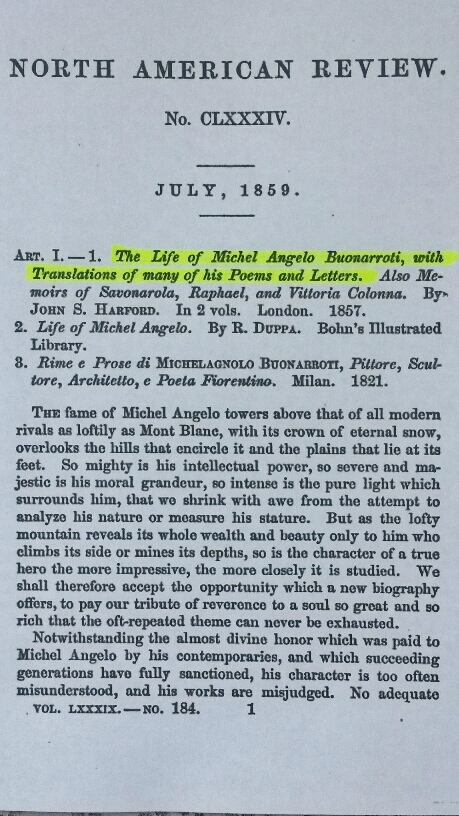 NORTH AMERICAN REVIEW.
No. CLXXXIV.
JULY, 1859.
ART. I. — 1. The Life of Michel Angelo Buonarroti, with
Translations of many of his Poems and Letters. Also Me-
moirs of Savonarola, Raphael, and Vittoria Colonna. By
JOHN S. HARFORD. In 2 vols. London. 1857.
2. Life of Michel Angelo. By R. DUPPA. Bohn's Illustrated
Library.
3. Rime e Prose di MICHELAGNOLO BUONARROTI, Pittore, Scul-
tore, Architetto, e Poeta Fiorentino. Milan. 1821.
THE fame of Michel Angelo towers above that of all modern
rivals as loftily as Mont Blanc, with its crown of eternal snow,
overlooks the hills that encircle it and the plains that lie at its
feet. So mighty is his intellectual power, so severe and ma-
jestic is his moral grandeur, so intense is the pure light which
surrounds him, that we shrink with awe from the attempt to
analyze his nature or measure his stature. But as the lofty
mountain reveals its whole wealth and beauty only to him who
climbs its side or mines its depths, so is the character of a true
hero the more impressive, the more closely it is studied. We
shall therefore accept the opportunity which a new biography
offers, to pay our tribute of reverence to a soul so great and so
rich that the oft-repeated theme can never be exhausted.
Notwithstanding the almost divine honor which was paid to
Michel Angelo by his contemporaries, and which succeeding
generations have fully sanctioned, his character is too often
misunderstood, and his works are misjudged. No adequate
VOL. LXXXIX. — NO. 184. 1